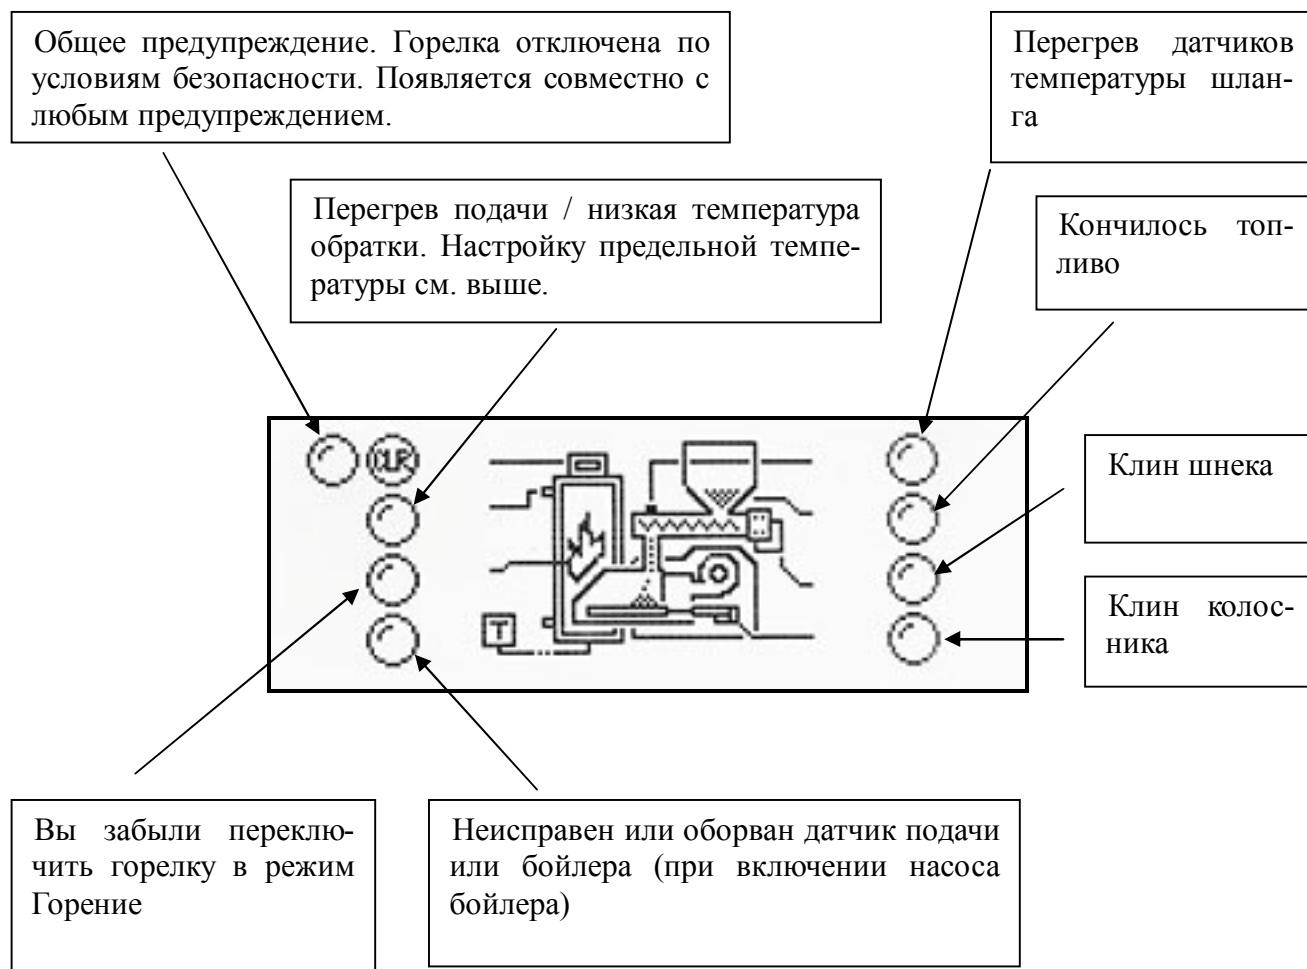 Общее предупреждение. Горелка отключена по
условиям безопасности. Появляется совместно с
любым предупреждением.
Перегрев датчиков
температуры шлан-
га
Перегрев подачи / низкая температура
обратки. Настройку предельной темпе-
ратуры см. выше.
Кончилось топ-
ливо
Клин шнека
Клин колос-
ника
T
Вы забыли переклю-
чить горелку в режим
Горение
Неисправен или оборван датчик подачи
или бойлера (при включении насоса
бойлера)